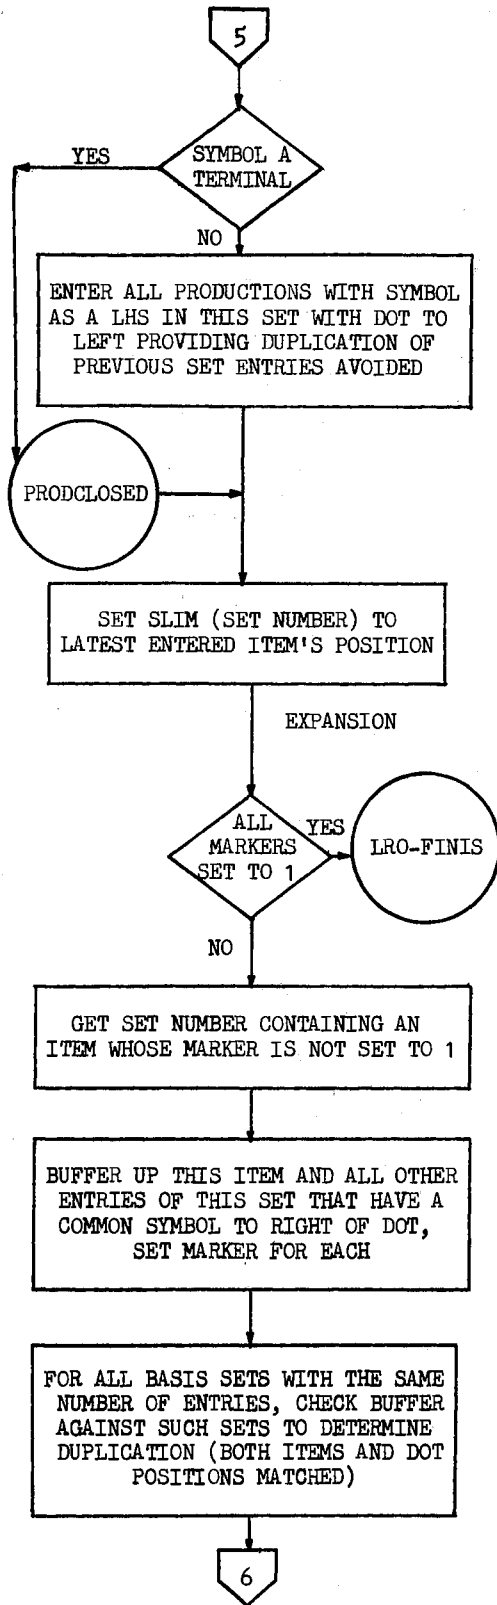 5
SYMBOL A
TERMINAL
YES
NO
ENTER ALL PRODUCTIONS WITH SYMBOL
AS A LHS IN THIS SET WITH DOT TO
LEFT PROVIDING DUPLICATION OF
PREVIOUS SET ENTRIES AVOIDED
PRODCLOSED
SET SLIM (SET NUMBER) TO
LATEST ENTERED ITEM'S POSITION
EXPANSION
ALL
MARKERS
SET TO 1
YES
LRO-FINIS
NO
GET SET NUMBER CONTAINING AN
ITEM WHOSE MARKER IS NOT SET TO 1
BUFFER UP THIS ITEM AND ALL OTHER
ENTRIES OF THIS SET THAT HAVE A
COMMON SYMBOL TO RIGHT OF DOT,
SET MARKER FOR EACH
FOR ALL BASIS SETS WITH THE SAME
NUMBER OF ENTRIES, CHECK BUFFER
AGAINST SUCH SETS TO DETERMINE
DUPLICATION (BOTH ITEMS AND DOT
POSITIONS MATCHED)
6